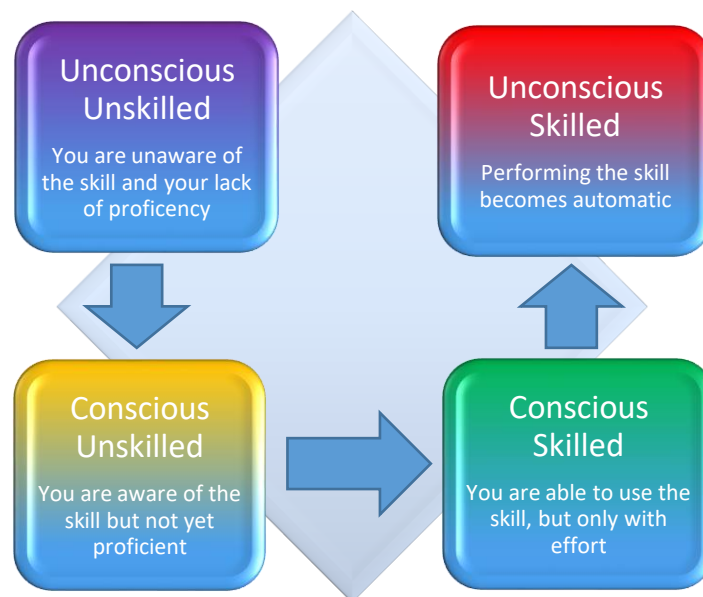 Unconscious
Unskilled
You are unaware of
the skill and your lack
of proficency
Conscious
Unskilled
You are aware of the
skill but not yet
proficient
Conscious
Skilled
You are able to use the
skill, but only with
effort
Unconscious
Skilled
Performing the skill
becomes automatic